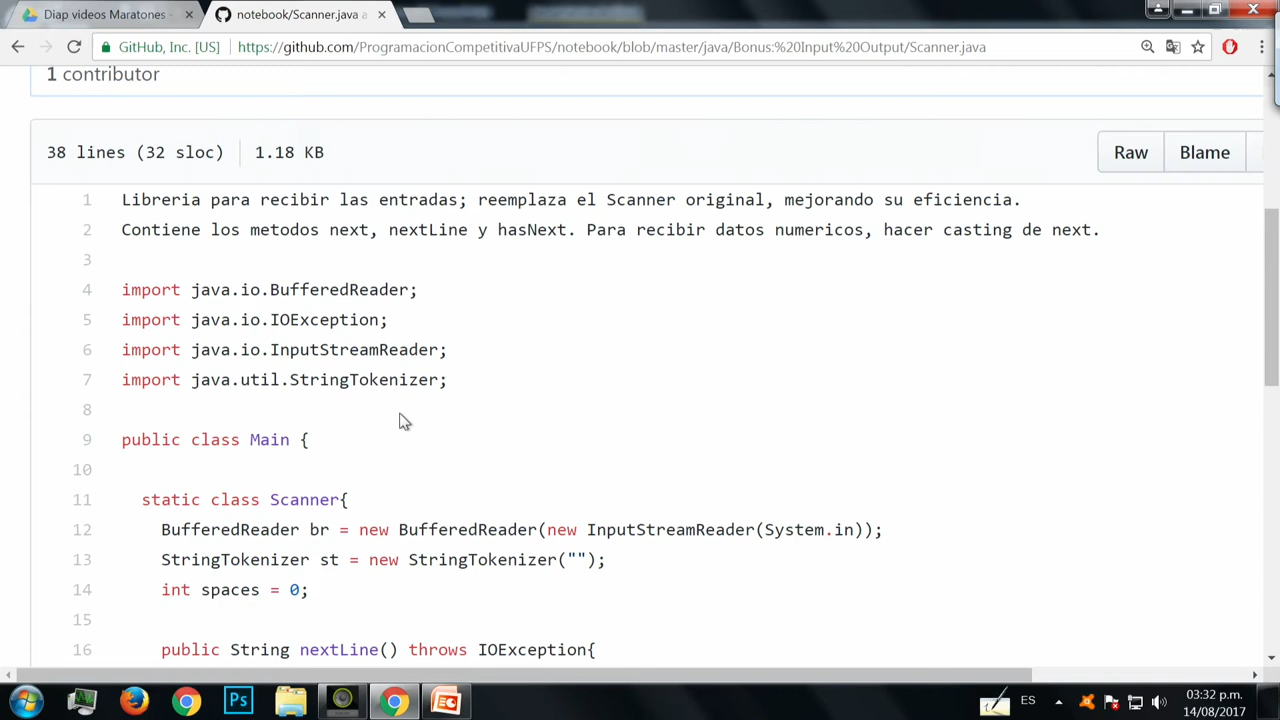 Diap videos Maratones -
notebook/Scanner.java a
GitHub, Inc. [US]
https://github.com/ProgramacionCompetitivaUFPS/notebook/blob/master/java/Bonus:%20Input%20Output/Scanner.java
1 contributor
38 lines (32 sloc) 1.18 KB
Raw Blame
1 Libreria para recibir las entradas; reemplaza el Scanner original, mejorando su eficiencia.
2 Contiene los metodos next, nextLine y hasNext. Para recibir datos numericos, hacer casting de next.
3
4 import java.io.BufferedReader;
5 import java.io.IOException;
6 import java.io.InputStreamReader;
7 import java.util.StringTokenizer;
8
9 public class Main {
10
11 static class Scanner{
12 BufferedReader br = new BufferedReader(new InputStreamReader(System.in));
13 StringTokenizer st = new StringTokenizer("");
14 int spaces = 0;
15
16 public String nextLine() throws IOException{
Ps
ES
03:32 p.m.
14/08/2017